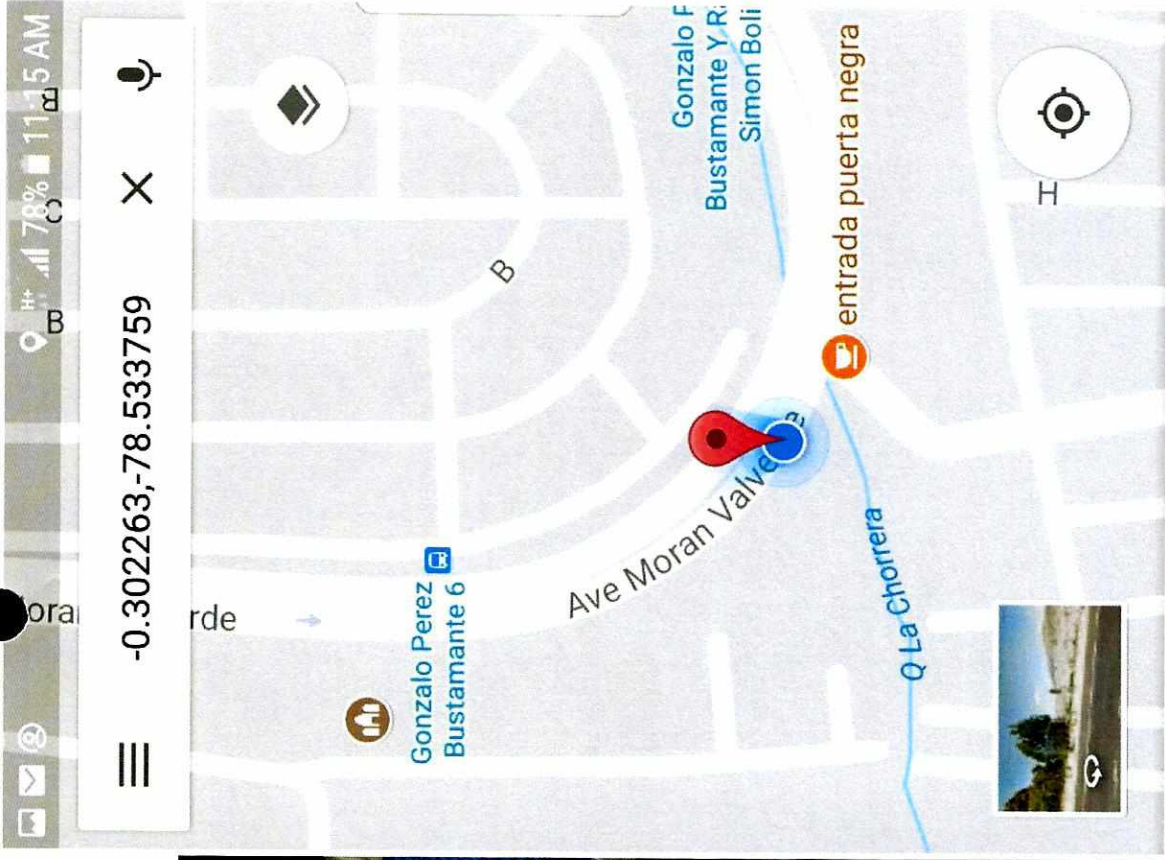 H+ 78% 11:15 AM
-0.302263,-78.533759
B
C
B
rde
B
Gonzalo Perez
Bustamante 6
Ave Moran Valve
Gonzalo P
Bustamante Y R
Simon Boli
entrada puerta negra
Q La Chorrera
H